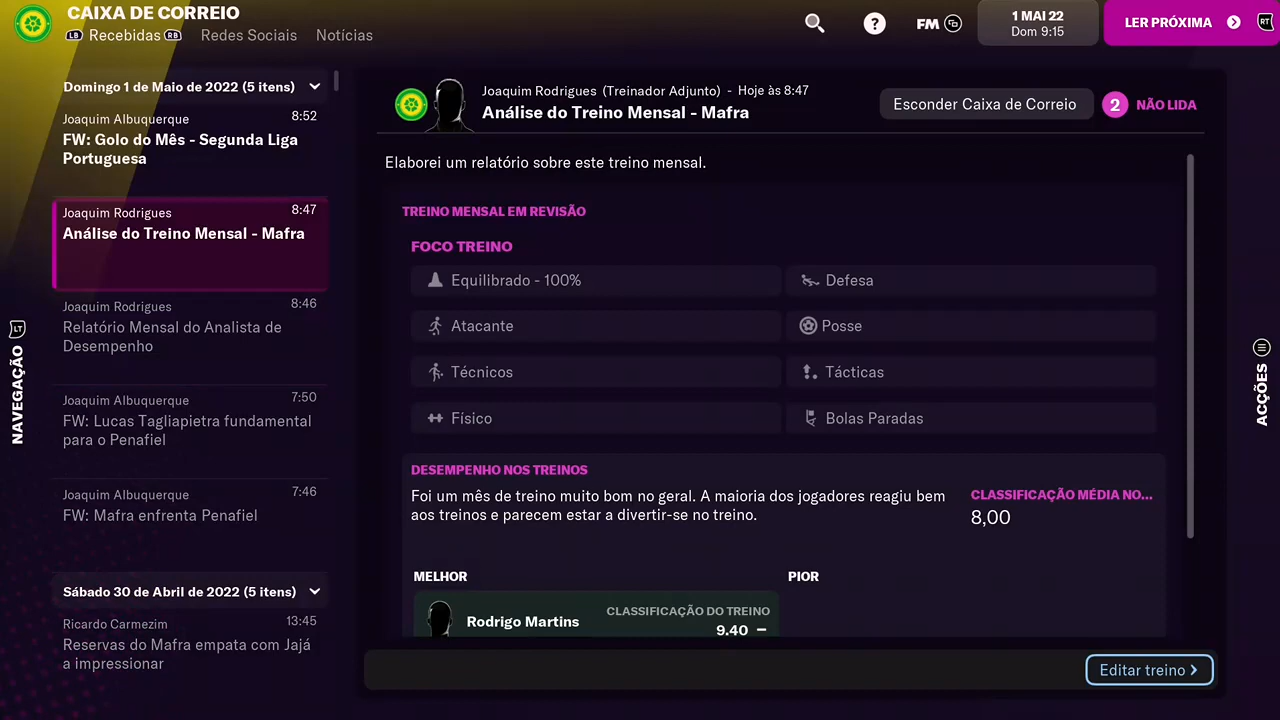 CAIXA DE CORREIO
LB Recebidas RB Redes Sociais Notícias
?
FM
1 MAI 22
Dom 9:15
LER PRÓXIMA
RT
Domingo 1 de Maio de 2022 (5 itens)
Joaquim Albuquerque 8:52
FW: Golo do Mês - Segunda Liga
Portuguesa
Joaquim Rodrigues 8:47
Análise do Treino Mensal - Mafra
Joaquim Rodrigues 8:46
Relatório Mensal do Analista de
Desempenho
Joaquim Albuquerque 7:50
FW: Lucas Tagliapietra fundamental
para o Penafiel
Joaquim Albuquerque 7:46
FW: Mafra enfrenta Penafiel
Sábado 30 de Abril de 2022 (5 itens)
Ricardo Carmezim 13:45
Reservas do Mafra empata com Jajá
a impressionar
LT
NAVEGAÇÃO
Joaquim Rodrigues (Treinador Adjunto) - Hoje às 8:47
Análise do Treino Mensal - Mafra
Esconder Caixa de Correio
2 NÃO LIDA
Elaborei um relatório sobre este treino mensal.
TREINO MENSAL EM REVISÃO
FOCO TREINO
Equilibrado - 100% Defesa
Atacante Posse
Técnicos Tácticas
Físico Bolas Paradas
DESEMPENHO NOS TREINOS
Foi um mês de treino muito bom no geral. A maioria dos jogadores reagiu bem
aos treinos e parecem estar a divertir-se no treino.
CLASSIFICAÇÃO MÉDIA NO...
8,00
MELHOR PIOR
Rodrigo Martins
CLASSIFICAÇÃO DO TREINO
9.40 –
Editar treino
ACÇÕES